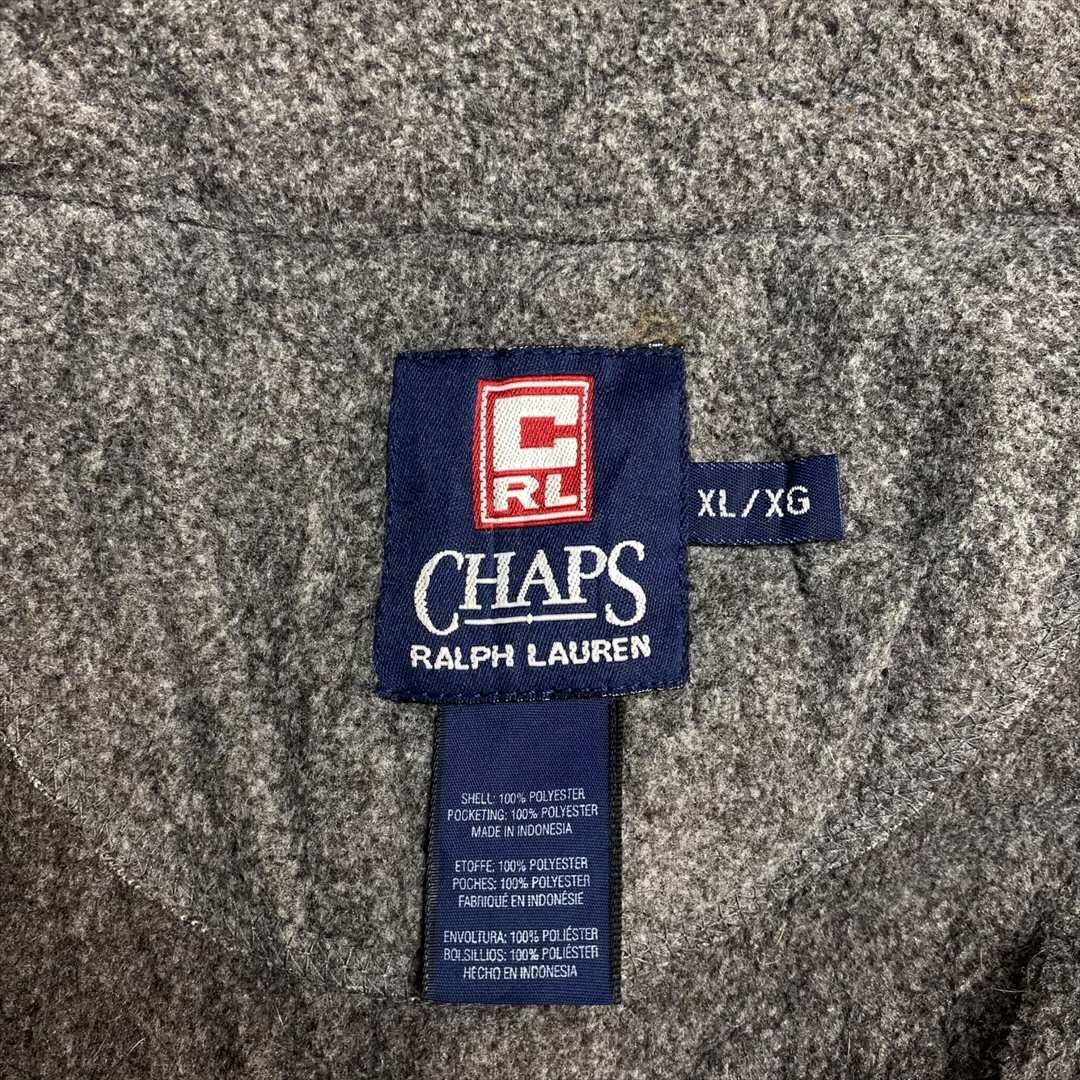 C
RL
CHAPS
RALPH LAUREN
XL/XG
SHELL: 100% POLYESTER
POCKETING: 100% POLYESTER
MADE IN INDONESIA
ETOFFE: 100% POLYESTER
POCHES: 100% POLYESTER
FABRIQUÉ EN INDONÉSIE
ENVOLTURA: 100% POLIÉSTER
BOLSILLIOS: 100% POLIÉSTER
HECHO EN INDONESIA